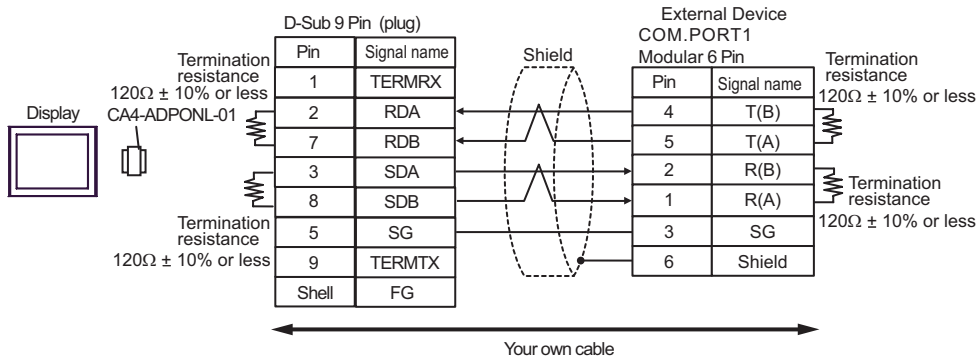 D-Sub 9 Pin (plug)
External Device
COM.PORT1
Modular 6 Pin
Shield
Termination
resistance
120Ω ± 10% or less
Termination
resistance
120Ω ± 10% or less
Display
CA4-ADPONL-01
Pin Signal name
1 TERMRX
2 RDA
7 RDB
3 SDA
8 SDB
5 SG
9 TERMTX
Shell FG
Pin Signal name
4 T(B)
5 T(A)
2 R(B)
1 R(A)
3 SG
6 Shield
Termination
resistance
120Ω ± 10% or less
Termination
resistance
120Ω ± 10% or less
Your own cable